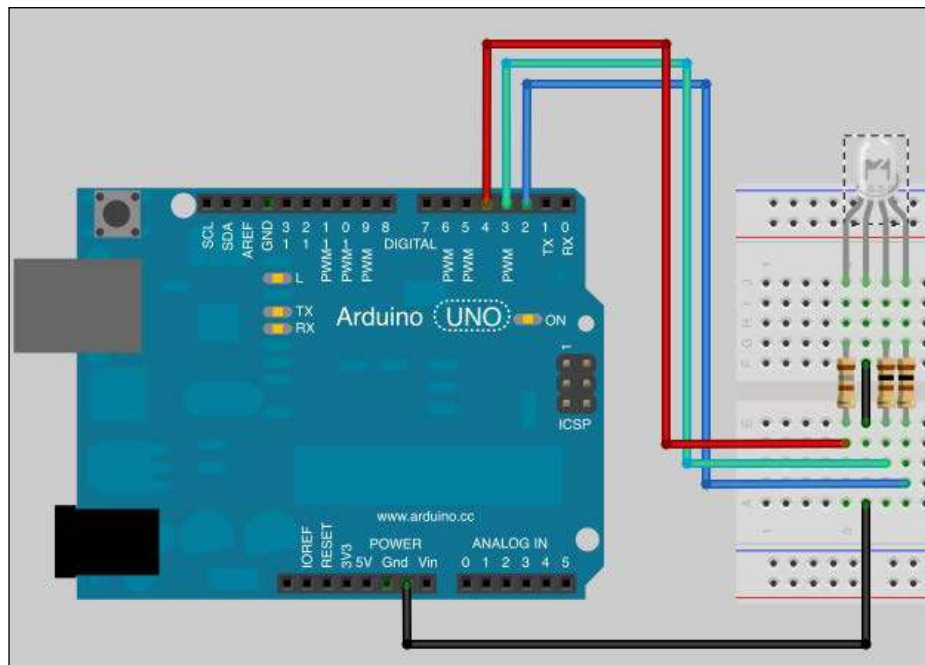 SCL
SDA
AREF
GND
13
12
PWM 11
PWM 10
PWM 9
8
7
PWM 6
PWM 5
4
PWM 3
2
TX 1
RX 0
DIGITAL
L
TX
RX
Arduino UNO
ON
1
ICSP
www.arduino.cc
POWER
ANALOG IN
IOREF
RESET
3V3
5V
Gnd
Vin
0 1 2 3 4 5
J
I
H
G
F
E
A
1
5